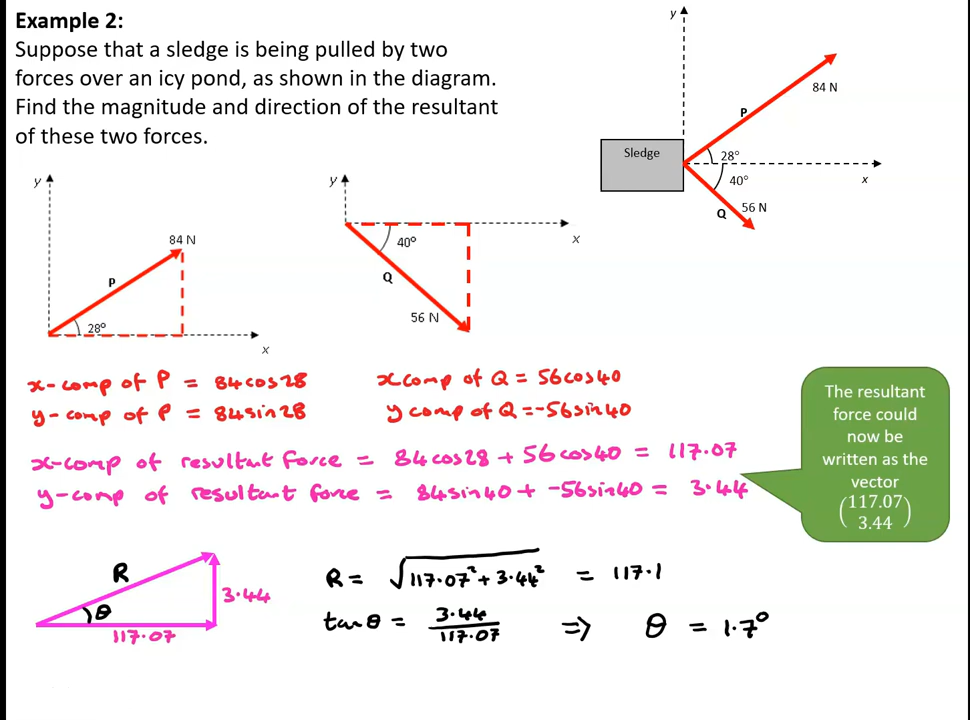 Example 2:
Suppose that a sledge is being pulled by two
forces over an icy pond, as shown in the diagram.
Find the magnitude and direction of the resultant
of these two forces.
y
84 N
P
Sledge
28°
40°
x
Q
56 N
y
84 N
P
28°
x
y
40°
x
Q
56 N
x-comp of P = 84cos28
y-comp of P = 84sin28
x comp of Q = 56cos40
y comp of Q = -56sin40
x-comp of resultant force = 84cos28 + 56cos40 = 117.07
y-comp of resultant force = 84sin40 + -56sin40 = 3.44
The resultant
force could
now be
written as the
vector
(117.07
3.44)
R
θ
3.44
117.07
R = √117.07² + 3.44² = 117.1
tanθ = 3.44/117.07 ⇒ θ = 1.7°